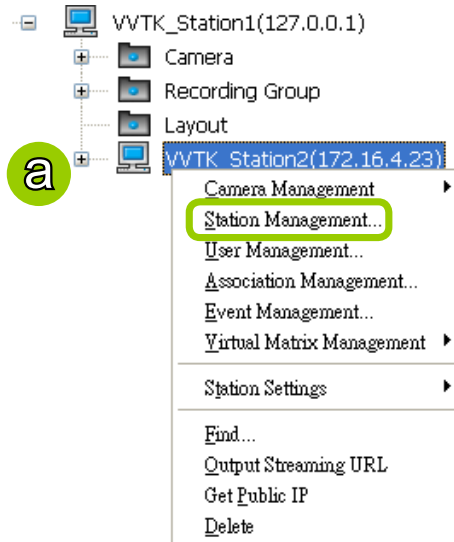 VVTK_Station1(127.0.0.1)
Camera
Recording Group
Layout
a
VVTK_Station2(172.16.4.23)
Camera Management
Station Management...
User Management...
Association Management...
Event Management...
Virtual Matrix Management
Station Settings
Find...
Output Streaming URL
Get Public IP
Delete